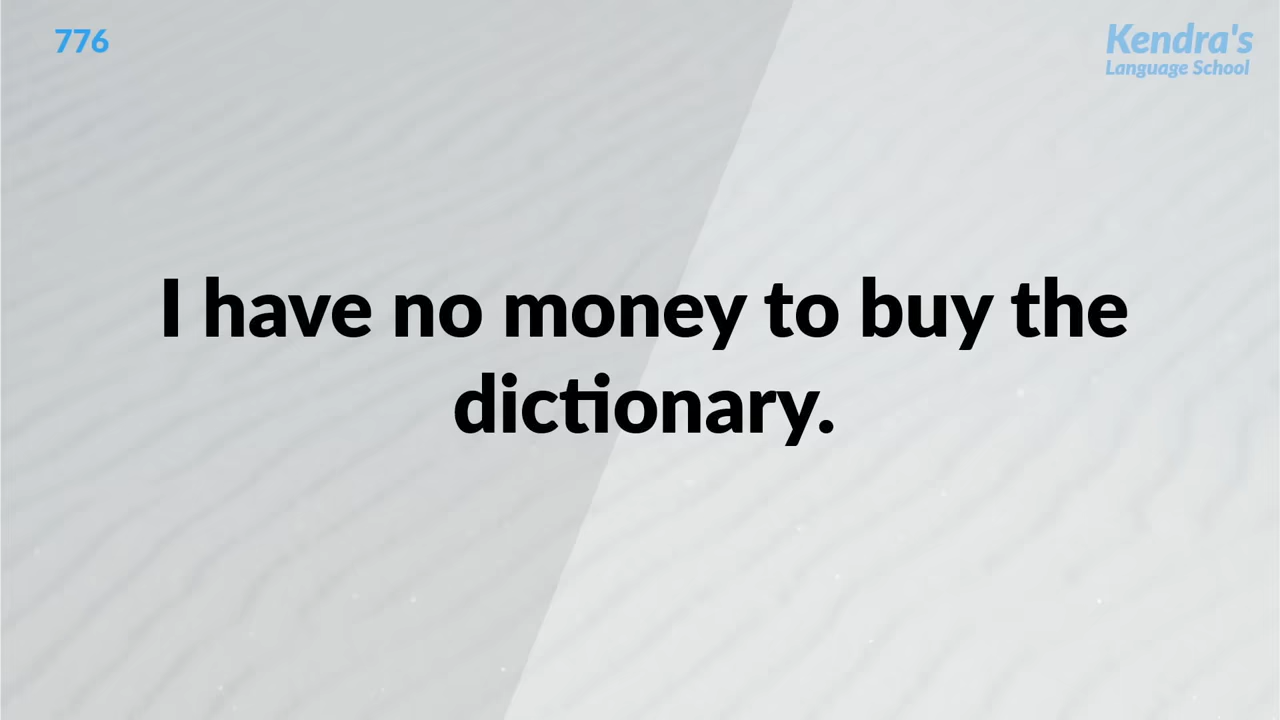 776
Kendra's
Language School
I have no money to buy the
dictionary.